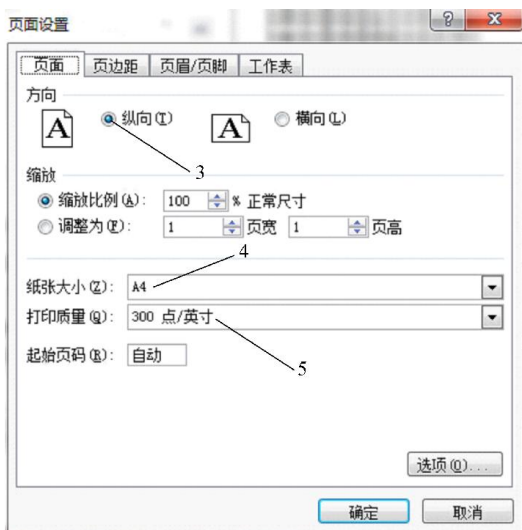 页面设置
页面 页边距 页眉/页脚 工作表
方向
A 纵向(T) A 横向(L)
3
缩放
缩放比例(A): 100 % 正常尺寸
调整为(F): 1 页宽 1 页高
4
纸张大小(Z): A4
打印质量(Q): 300 点/英寸
起始页码(R): 自动
5
选项(O)...
确定 取消